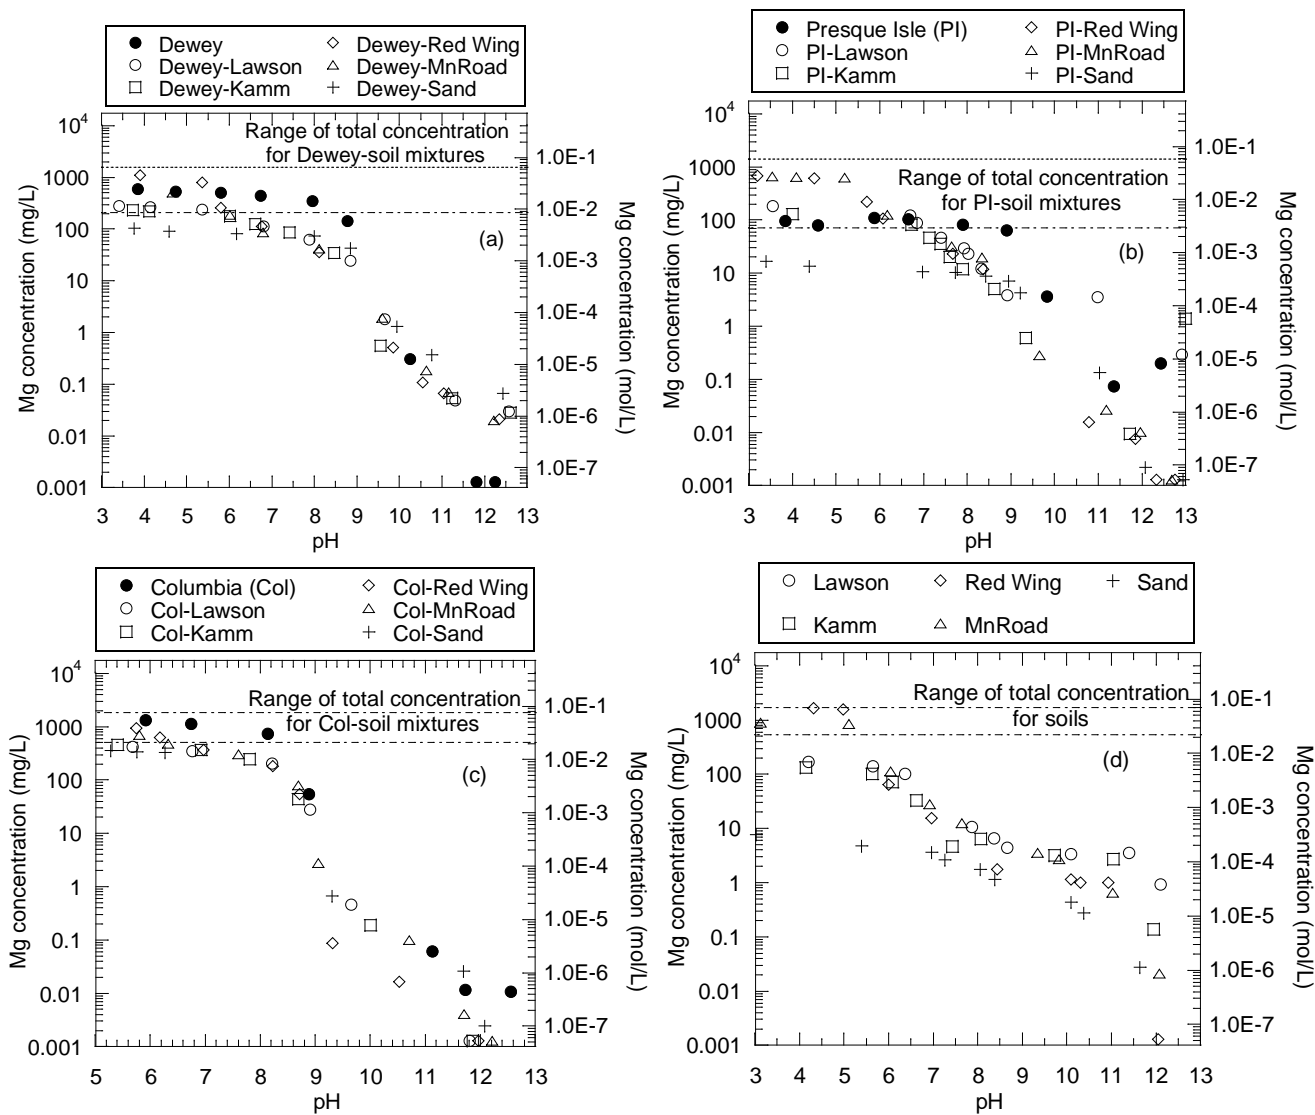 Dewey
Dewey-Lawson
Dewey-Kamm
Dewey-Red Wing
Dewey-MnRoad
Dewey-Sand
Range of total concentration
for Dewey-soil mixtures
(a)
Mg concentration (mg/L)
10^4
1000
100
10
1
0.1
0.01
0.001
3 4 5 6 7 8 9 10 11 12 13
pH
1.0E-1
1.0E-2
1.0E-3
1.0E-4
1.0E-5
1.0E-6
1.0E-7
Mg concentration (mol/L)
Presque Isle (PI)
PI-Lawson
PI-Kamm
PI-Red Wing
PI-MnRoad
PI-Sand
Range of total concentration
for PI-soil mixtures
(b)
Mg concentration (mg/L)
10^4
1000
100
10
1
0.1
0.01
0.001
3 4 5 6 7 8 9 10 11 12 13
pH
1.0E-1
1.0E-2
1.0E-3
1.0E-4
1.0E-5
1.0E-6
1.0E-7
Mg concentration (mol/L)
Columbia (Col)
Col-Lawson
Col-Kamm
Col-Red Wing
Col-MnRoad
Col-Sand
Range of total concentration
for Col-soil mixtures
(c)
Mg concentration (mg/L)
10^4
1000
100
10
1
0.1
0.01
0.001
5 6 7 8 9 10 11 12 13
pH
1.0E-1
1.0E-2
1.0E-3
1.0E-4
1.0E-5
1.0E-6
1.0E-7
Mg concentration (mol/L)
Lawson
Kamm
Red Wing
MnRoad
Sand
Range of total concentration
for soils
(d)
Mg concentration (mg/L)
10^4
1000
100
10
1
0.1
0.01
0.001
3 4 5 6 7 8 9 10 11 12 13
pH
1.0E-1
1.0E-2
1.0E-3
1.0E-4
1.0E-5
1.0E-6
1.0E-7
Mg concentration (mol/L)